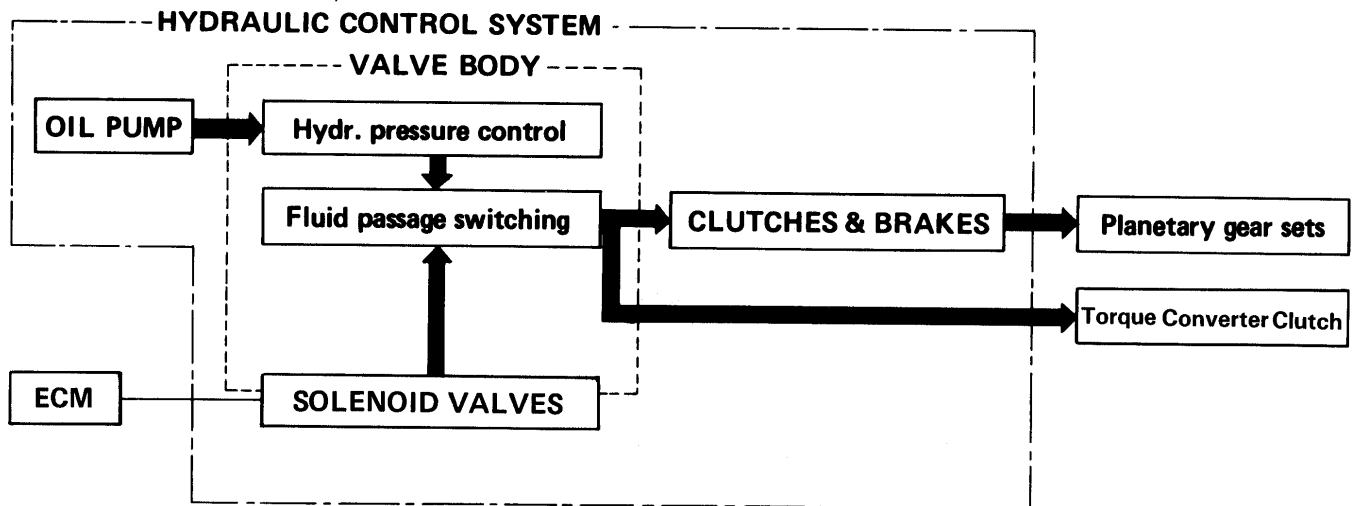 HYDRAULIC CONTROL SYSTEM
VALVE BODY
OIL PUMP
Hydr. pressure control
Fluid passage switching
CLUTCHES & BRAKES
Planetary gear sets
Torque Converter Clutch
ECM
SOLENOID VALVES